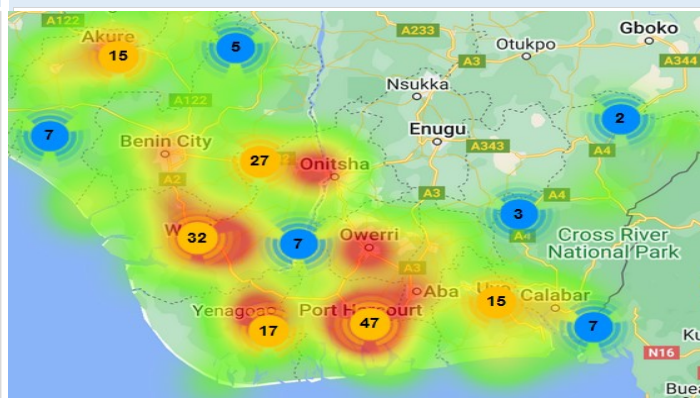 A122
Akure
15
5
A233
Gboko
Otukpo
A3
A344
Nsukka
A122
2
7
Enugu
Benin City
A343
27
Onitsha
A4
A2
A3
A4
3
32
7
Owerri
A4
Cross River
National Park
A3
Aba
15
Calabar
Yenagoa
Port Harcourt
17
47
7
N16